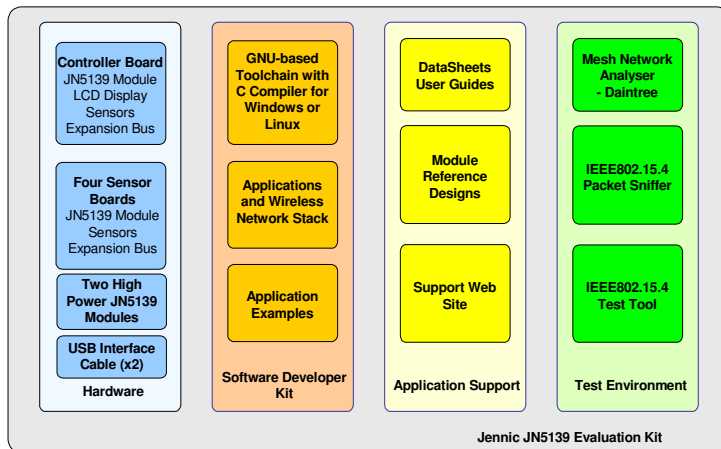 Controller Board
JN5139 Module
LCD Display
Sensors
Expansion Bus
Four Sensor
Boards
JN5139 Module
Sensors
Expansion Bus
Two High
Power JN5139
Modules
USB Interface
Cable (x2)
Hardware
GNU-based
Toolchain with
C Compiler for
Windows or
Linux
Applications
and Wireless
Network Stack
Application
Examples
Software Developer
Kit
DataSheets
User Guides
Module
Reference
Designs
Support Web
Site
Application Support
Mesh Network
Analyser
- Daintree
IEEE802.15.4
Packet Sniffer
IEEE802.15.4
Test Tool
Test Environment
Jennic JN5139 Evaluation Kit